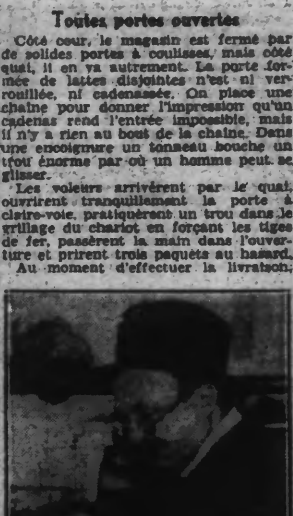 Toutes portes ouvertes
Côté cour, le magasin est fermé par
de solides portes à coulisses, mais côté
quai, il en va autrement. La porte for-
mée de lattes disjointes n'est ni ver-
rouillée, ni cadenassée. On place une
chaîne pour donner l'impression qu'un
cadenas rend l'entrée impossible, mais
il n'y a rien au bout de la chaîne. Dans
une encoignure un tonneau bouche un
trou énorme par où un homme peut se
glisser.
Les voleurs arrivèrent par le quai,
ouvrirent tranquillement la porte à
claire-voie, pratiquèrent un trou dans le
grillage du chariot en forçant les tiges
de fer, passèrent la main dans l'ouver-
ture et prirent trois paquets au hasard.
Au moment d'effectuer la livraison,